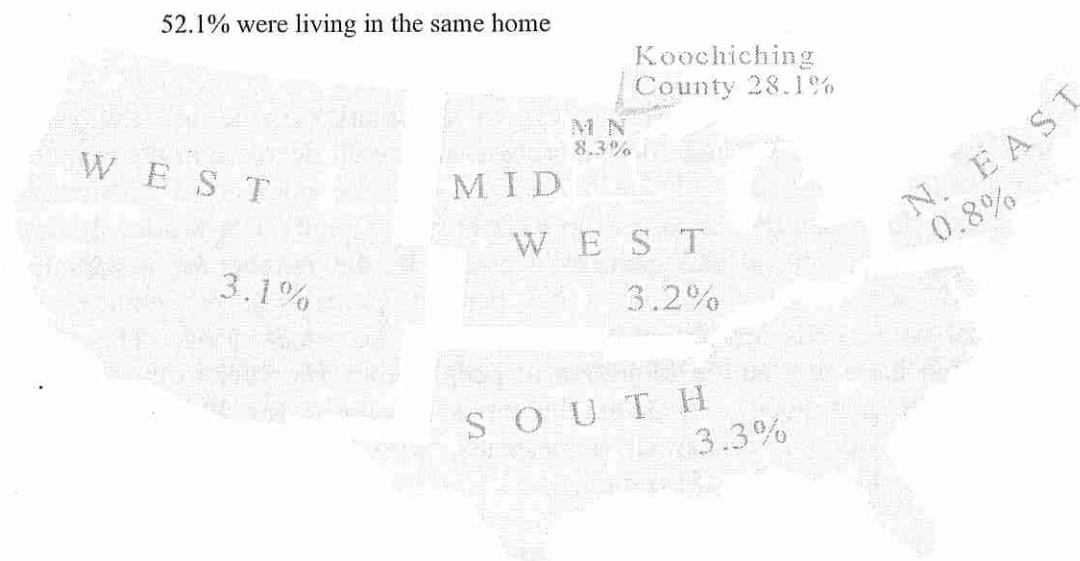 52.1% were living in the same home
Koochiching
County 28.1%
M N
8.3%
W E S T
3.1%
M I D
W E S T
3.2%
N. E A S T
0.8%
S O U T H
3.3%